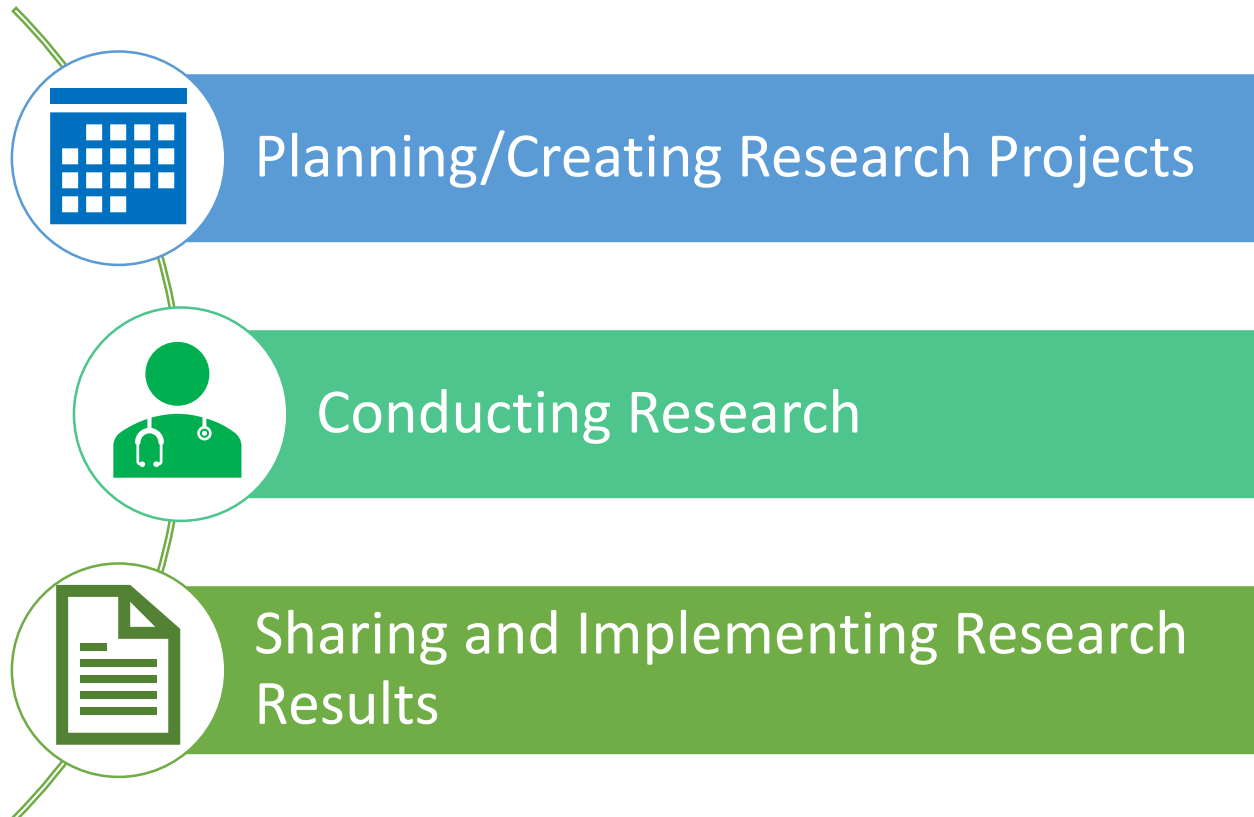 Planning/Creating Research Projects
Conducting Research
Sharing and Implementing Research
Results